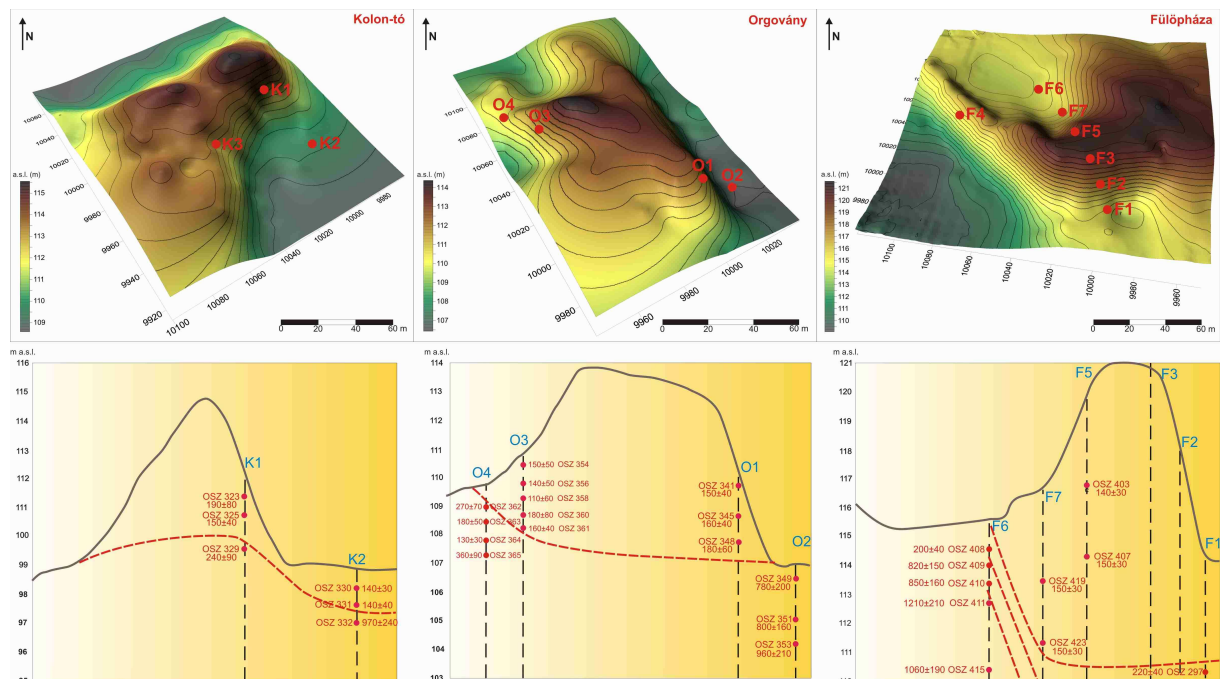 Kolon-tó
N
K1
K2
K3
a.s.l. (m)
115
114
113
112
111
110
109
10060
10040
10020
10000
9980
9960
9940
9920
10100
10080
10060
10040
10020
10000
9980
0 20 40 60 m
Orgovány
N
O4
O3
O1
O2
a.s.l. (m)
114
113
112
111
110
109
108
107
10100
10080
10060
10040
10020
10000
9980
9960
9980
10000
10020
0 20 40 60 m
Fülöpháza
N
F6
F4
F7
F5
F3
F2
F1
a.s.l. (m)
121
120
119
118
117
116
115
114
113
112
111
110
10060
10040
10020
10000
9980
10100
10080
10060
10040
10020
10000
9980
9960
0 20 40 60 m
m a.s.l.
116
115
114
113
112
111
110
100
99
98
97
K1
OSZ 323
190±80
OSZ 325
150±40
OSZ 329
240±90
K2
OSZ 330 140±30
OSZ 331 140±40
OSZ 332 970±240
m a.s.l.
114
113
112
111
110
109
108
107
106
105
104
103
O4
270±70 OSZ 362
180±50 OSZ 363
130±30 OSZ 364
360±90 OSZ 365
O3
150±50 OSZ 354
140±50 OSZ 356
110±60 OSZ 358
180±80 OSZ 360
160±40 OSZ 361
O1
OSZ 341
150±40
OSZ 345
160±40
OSZ 348
180±60
O2
OSZ 349
780±200
OSZ 351
800±160
OSZ 353
960±210
m a.s.l.
121
120
119
118
117
116
115
114
113
112
111
F6
200±40 OSZ 408
820±150 OSZ 409
850±160 OSZ 410
1210±210 OSZ 411
1060±190 OSZ 415
F7
OSZ 419
150±30
OSZ 423
150±30
F5
OSZ 403
140±30
OSZ 407
150±30
F3
F2
F1
220±40 OSZ 297